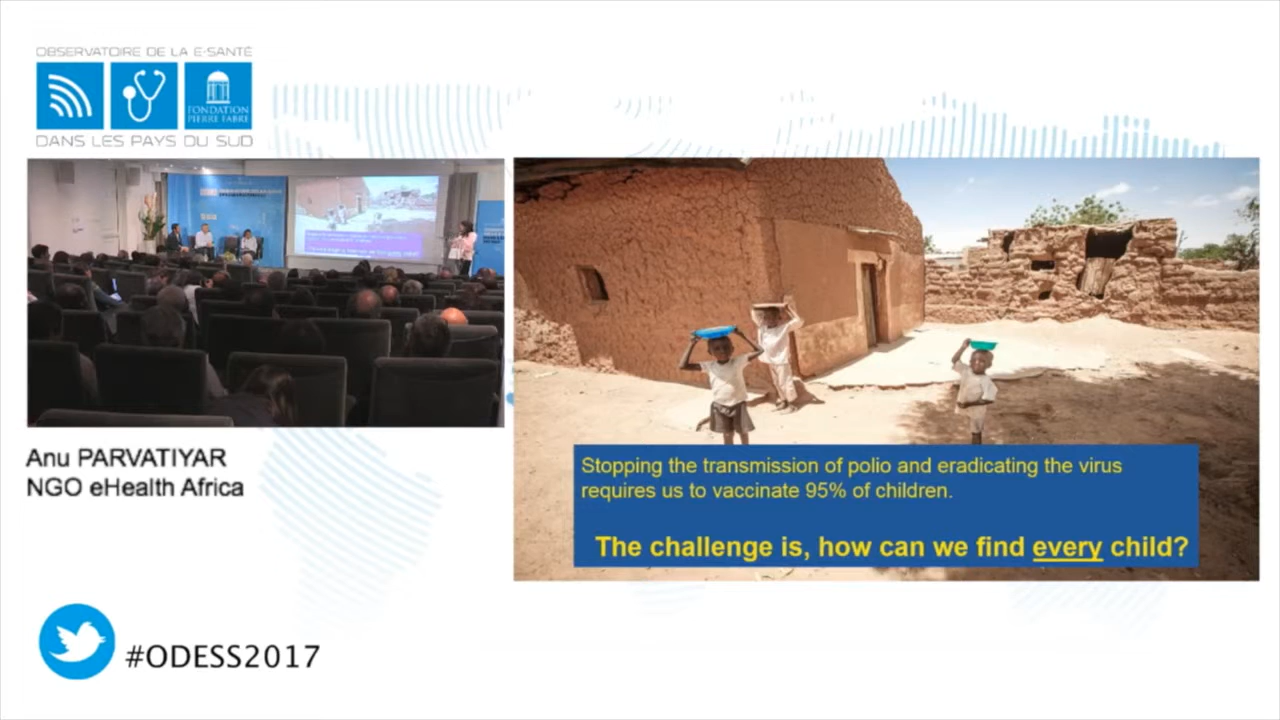 OBSERVATOIRE DE LA E-SANTÉ
FONDATION
PIERRE FABRE
DANS LES PAYS DU SUD
Anu PARVATIYAR
NGO eHealth Africa
Stopping the transmission of polio and eradicating the virus
requires us to vaccinate 95% of children.
The challenge is, how can we find every child?
#ODESS2017